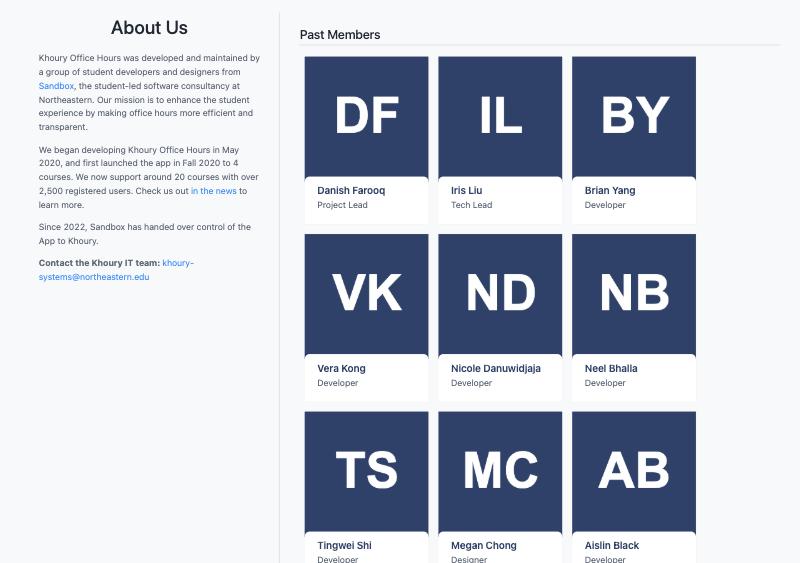 About Us
Khoury Office Hours was developed and maintained by
a group of student developers and designers from
Sandbox, the student-led software consultancy at
Northeastern. Our mission is to enhance the student
experience by making office hours more efficient and
transparent.
We began developing Khoury Office Hours in May
2020, and first launched the app in Fall 2020 to 4
courses. We now support around 20 courses with over
2,500 registered users. Check us out in the news to
learn more.
Since 2022, Sandbox has handed over control of the
App to Khoury.
Contact the Khoury IT team: khoury-
systems@northeastern.edu
Past Members
DF IL BY
Danish Farooq Iris Liu Brian Yang
Project Lead Tech Lead Developer
VK ND NB
Vera Kong Nicole Danuwidjaja Neel Bhalla
Developer Developer Developer
TS MC AB
Tingwei Shi Megan Chong Aislin Black
Developer Designer Developer